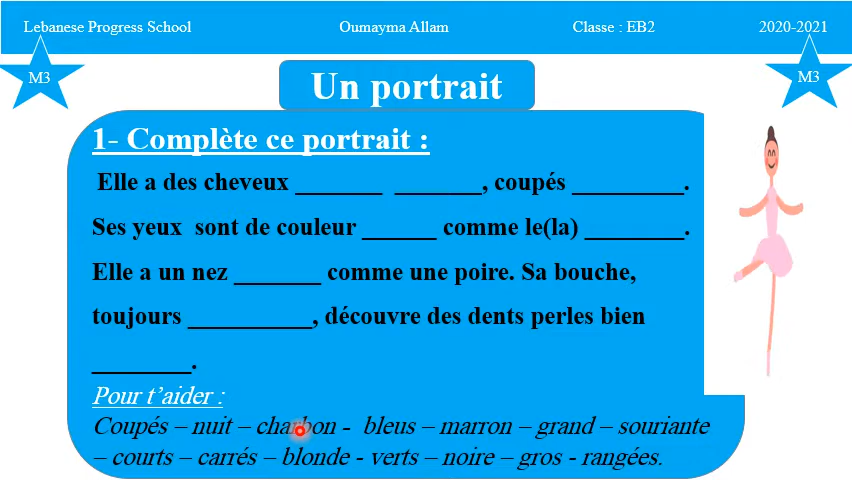 Lebanese Progress School Oumayma Allam Classe : EB2 2020-2021
M3 M3
Un portrait
1- Complète ce portrait :
Elle a des cheveux _______ _______, coupés _________.
Ses yeux sont de couleur ______ comme le(la) ________.
Elle a un nez _______ comme une poire. Sa bouche,
toujours __________, découvre des dents perles bien
________.
Pour t’aider :
Coupés – nuit – charbon - bleus – marron – grand – souriante
– courts – carrés – blonde - verts – noire – gros - rangées.